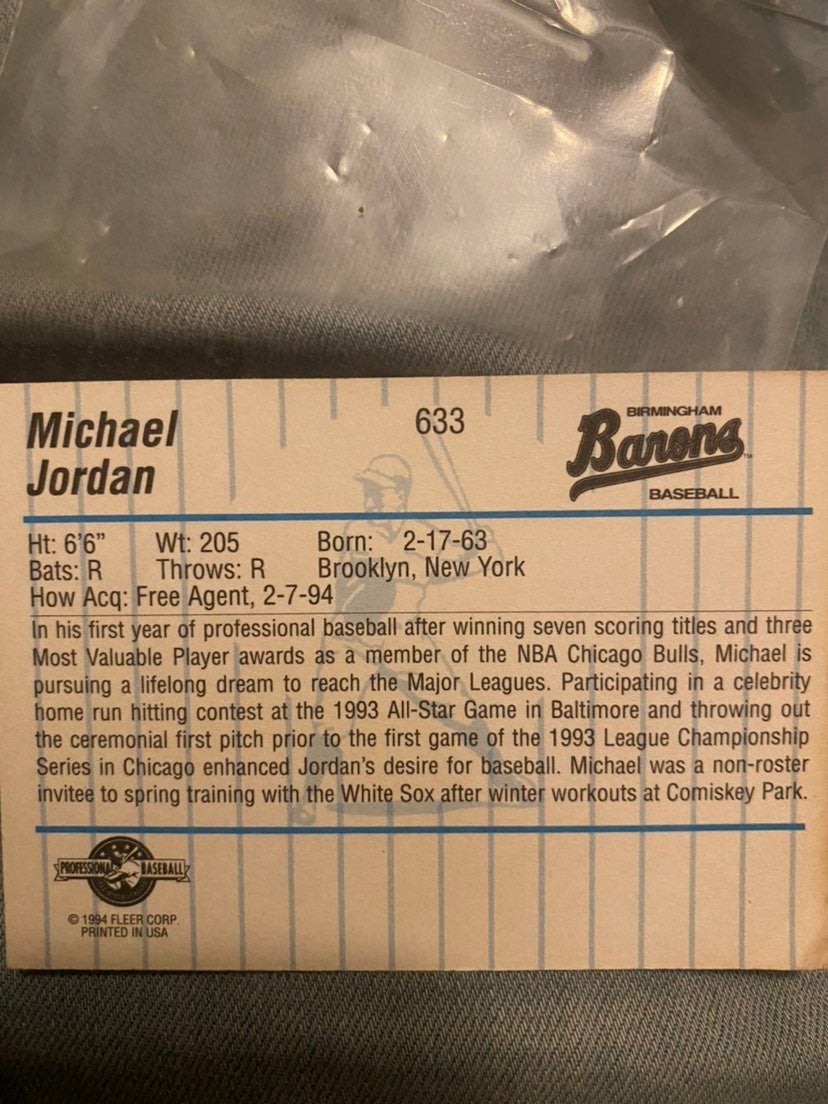 Michael
Jordan
633
BIRMINGHAM
Barons
TM
BASEBALL
Ht: 6'6" Wt: 205 Born: 2-17-63
Bats: R Throws: R Brooklyn, New York
How Acq: Free Agent, 2-7-94
In his first year of professional baseball after winning seven scoring titles and three
Most Valuable Player awards as a member of the NBA Chicago Bulls, Michael is
pursuing a lifelong dream to reach the Major Leagues. Participating in a celebrity
home run hitting contest at the 1993 All-Star Game in Baltimore and throwing out
the ceremonial first pitch prior to the first game of the 1993 League Championship
Series in Chicago enhanced Jordan's desire for baseball. Michael was a non-roster
invitee to spring training with the White Sox after winter workouts at Comiskey Park.
PROFESSIONAL BASEBALL
© 1994 FLEER CORP.
PRINTED IN USA